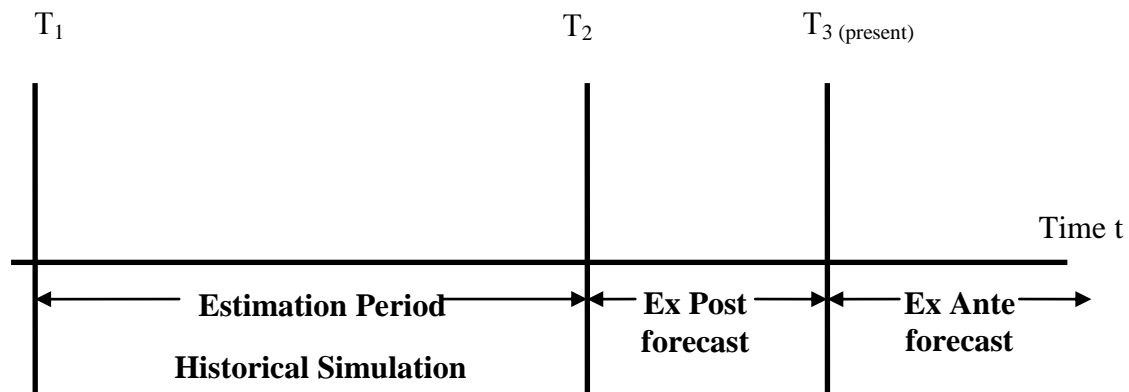 T1
T2
T3 (present)
Time t
Estimation Period
Historical Simulation
Ex Post
forecast
Ex Ante
forecast